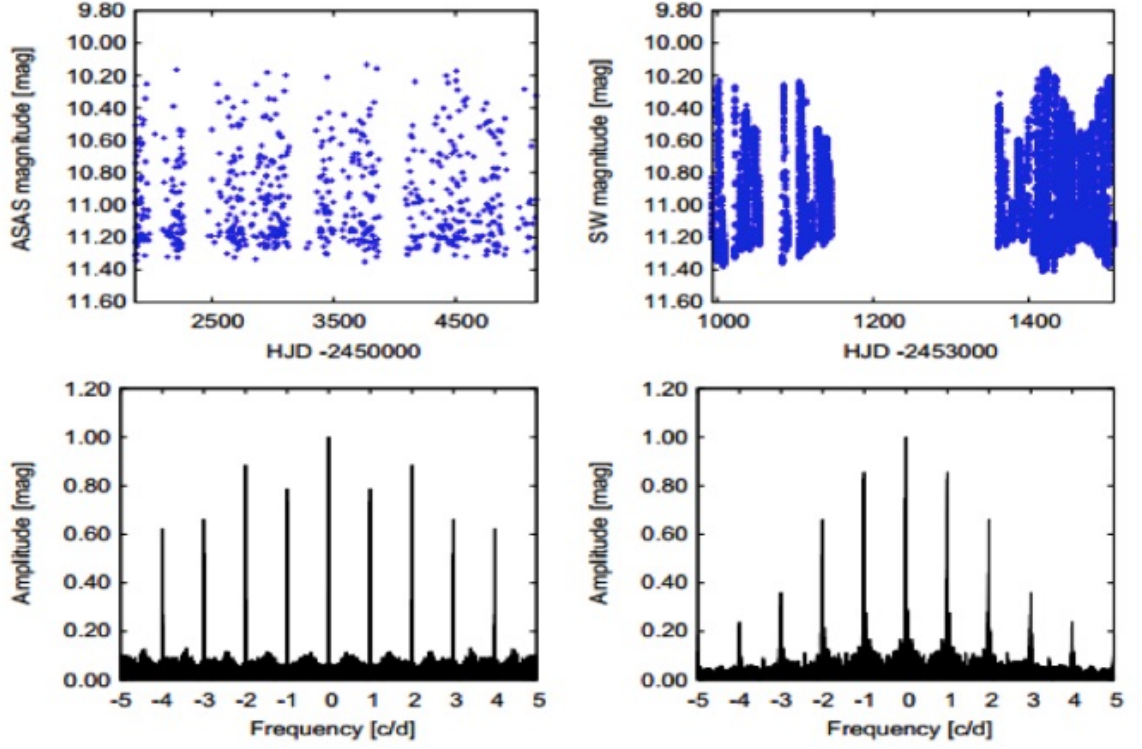 9.80
10.00
10.20
10.40
10.60
10.80
11.00
11.20
11.40
11.60
ASAS magnitude [mag]
2500 3500 4500
HJD -2450000
9.80
10.00
10.20
10.40
10.60
10.80
11.00
11.20
11.40
11.60
SW magnitude [mag]
1000 1200 1400
HJD -2453000
1.20
1.00
0.80
0.60
0.40
0.20
0.00
Amplitude [mag]
-5 -4 -3 -2 -1 0 1 2 3 4 5
Frequency [c/d]
1.20
1.00
0.80
0.60
0.40
0.20
0.00
Amplitude [mag]
-5 -4 -3 -2 -1 0 1 2 3 4 5
Frequency [c/d]